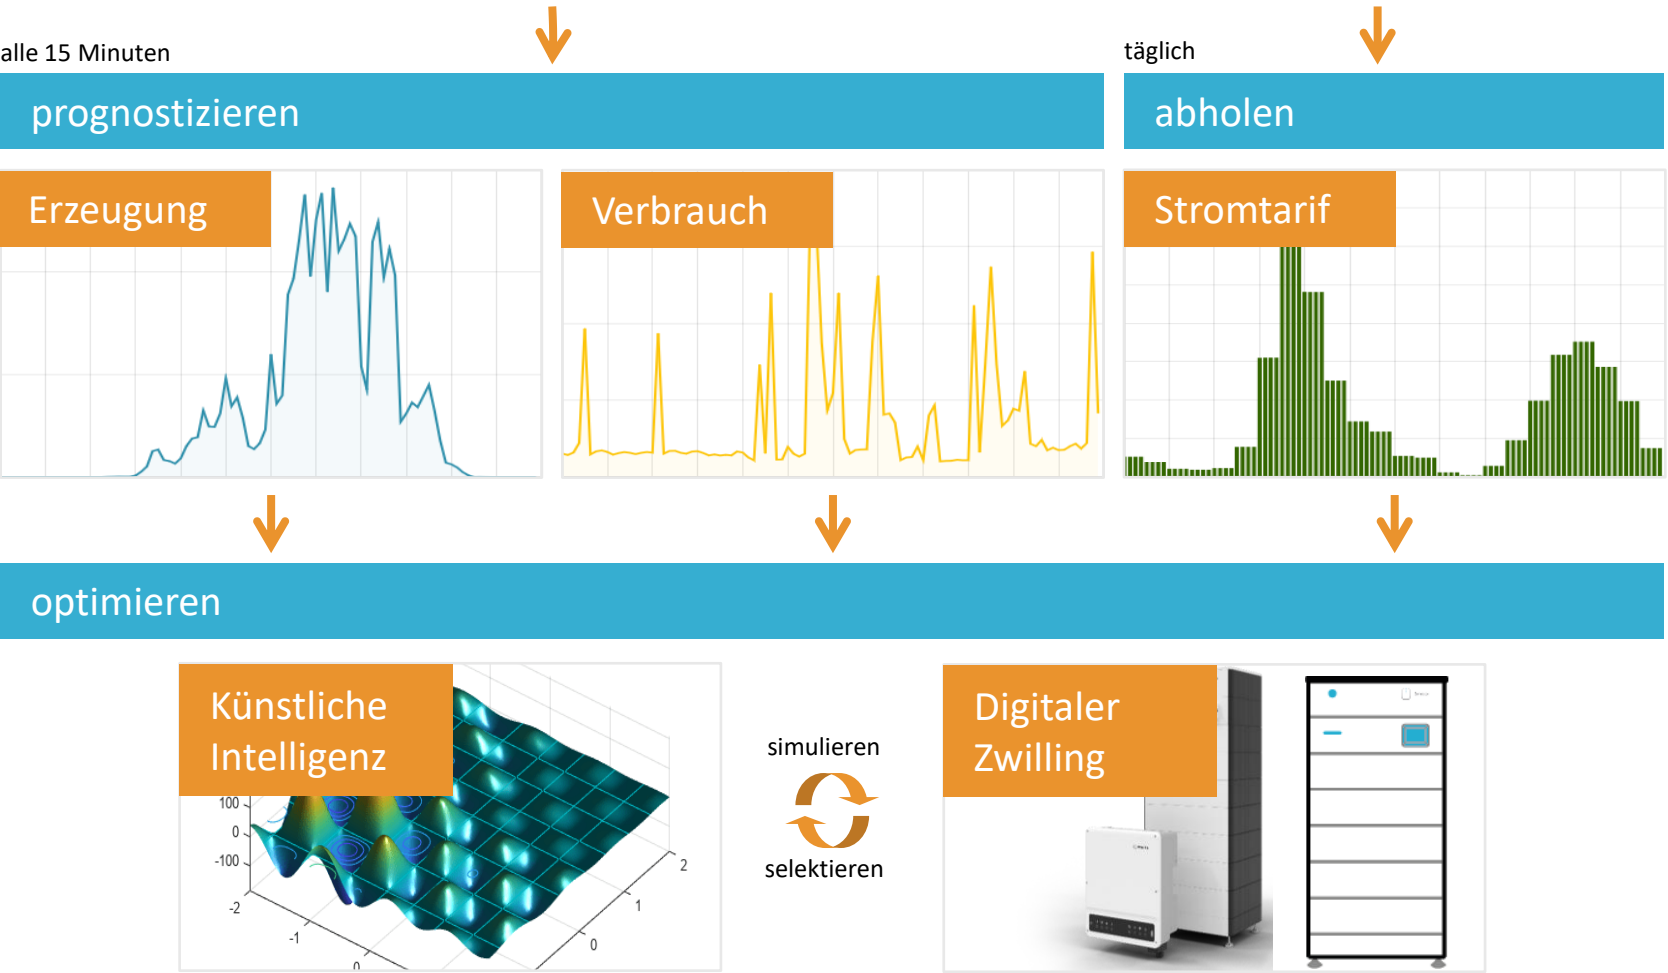 alle 15 Minuten
täglich
prognostizieren
abholen
Erzeugung
Verbrauch
Stromtarif
optimieren
Künstliche
Intelligenz
100
0
-100
-2
-1
0
0
1
2
simulieren
selektieren
Digitaler
Zwilling